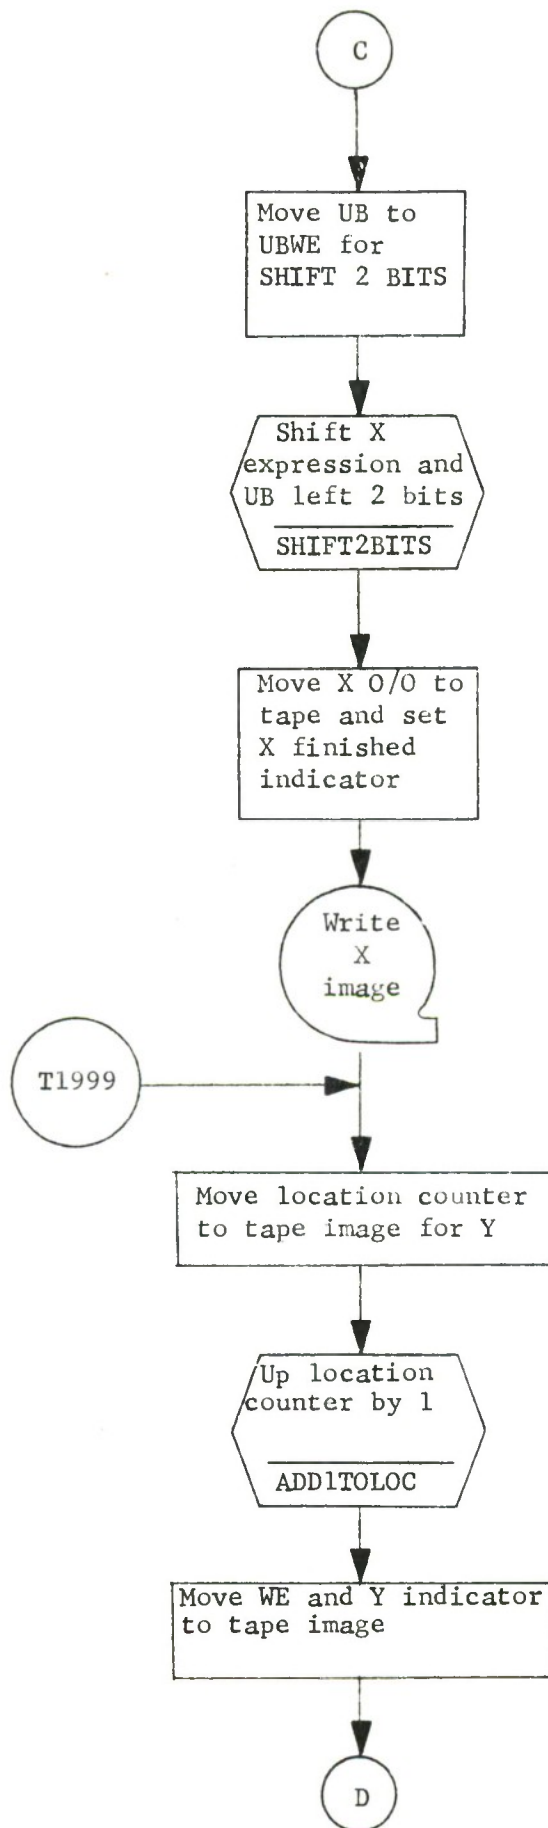 C
Move UB to
UBWE for
SHIFT 2 BITS
Shift X
expression and
UB left 2 bits
SHIFT2BITS
Move X O/O to
tape and set
X finished
indicator
Write
X
image
T1999
Move location counter
to tape image for Y
Up location
counter by 1
ADD1TOLOC
Move WE and Y indicator
to tape image
D